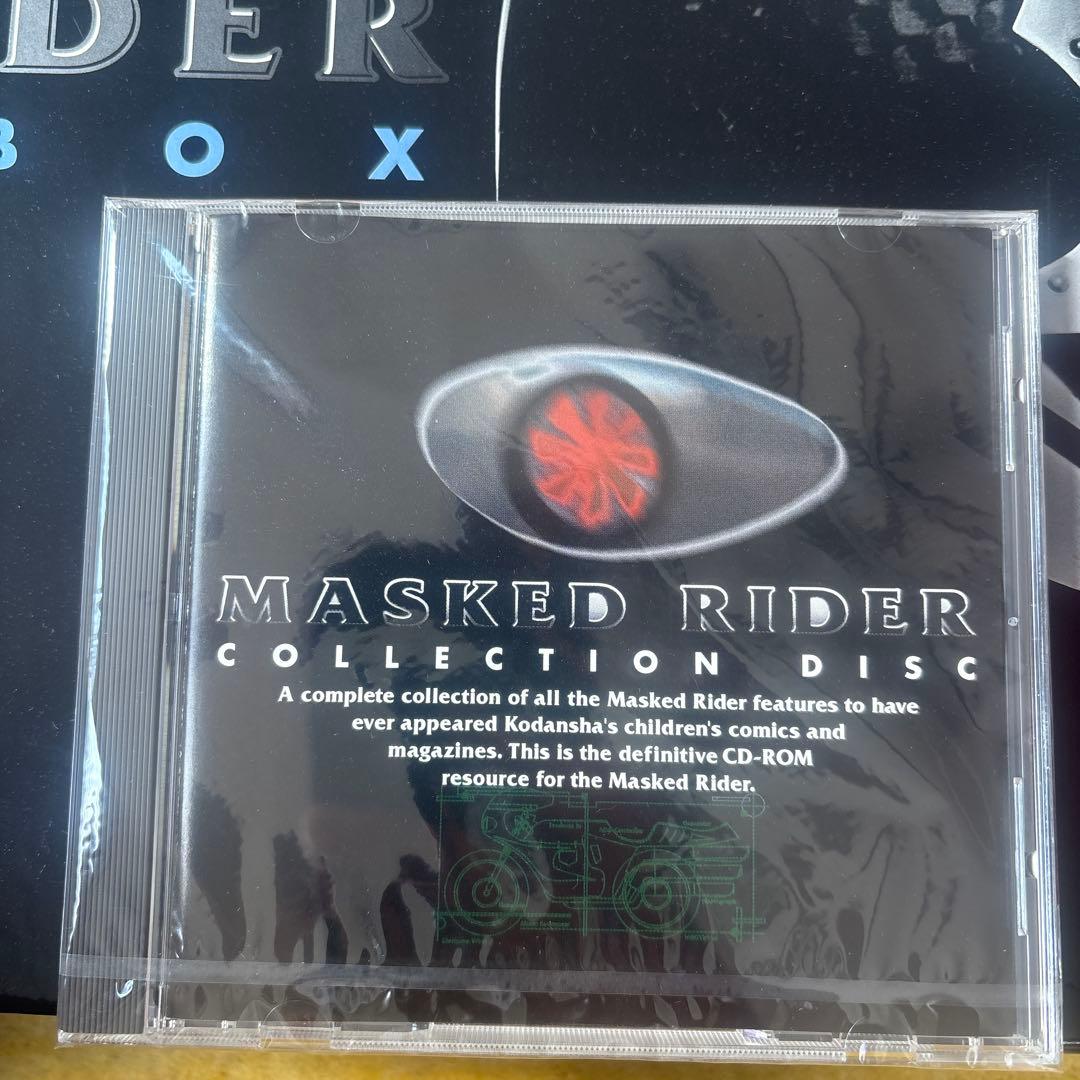 DER
BOX
MASKED RIDER
COLLECTION DISC
A complete collection of all the Masked Rider features to have
ever appeared Kodansha's children's comics and
magazines. This is the definitive CD-ROM
resource for the Masked Rider.